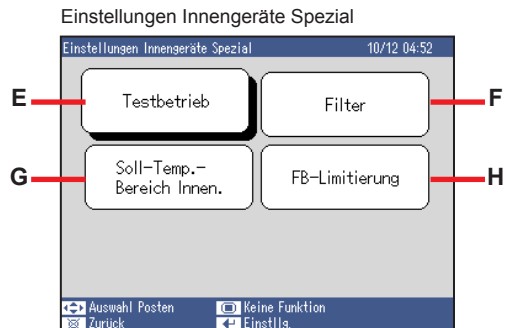 Einstellungen Innengeräte Spezial
Einstellungen Innengeräte Spezial 10/12 04:52
E Testbetrieb Filter F
G Soll-Temp.-
Bereich Innen. FB-Limitierung H
Auswahl Posten Keine Funktion
Zurück Einstllg.